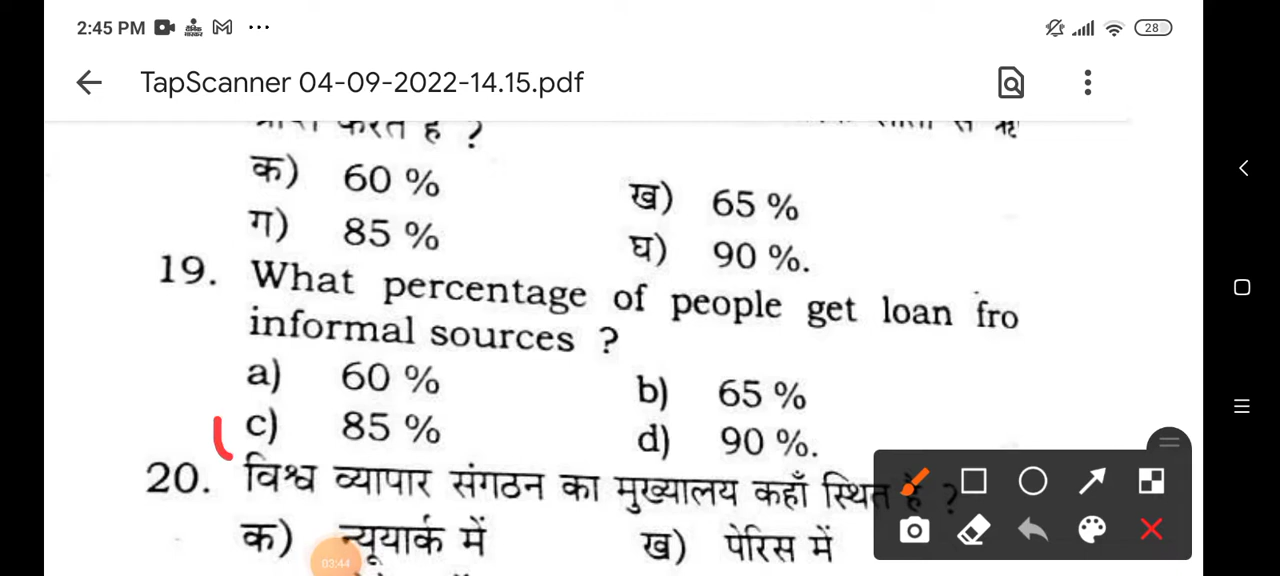 2:45 PM ...
28
TapScanner 04-09-2022-14.15.pdf
करते हैं ?
क) 60 % ख) 65 %
ग) 85 % घ) 90 %.
19. What percentage of people get loan fro
informal sources ?
a) 60 % b) 65 %
c) 85 % d) 90 %.
20. विश्व व्यापार संगठन का मुख्यालय कहाँ स्थित है ?
क) न्यूयार्क में ख) पेरिस में
03:44